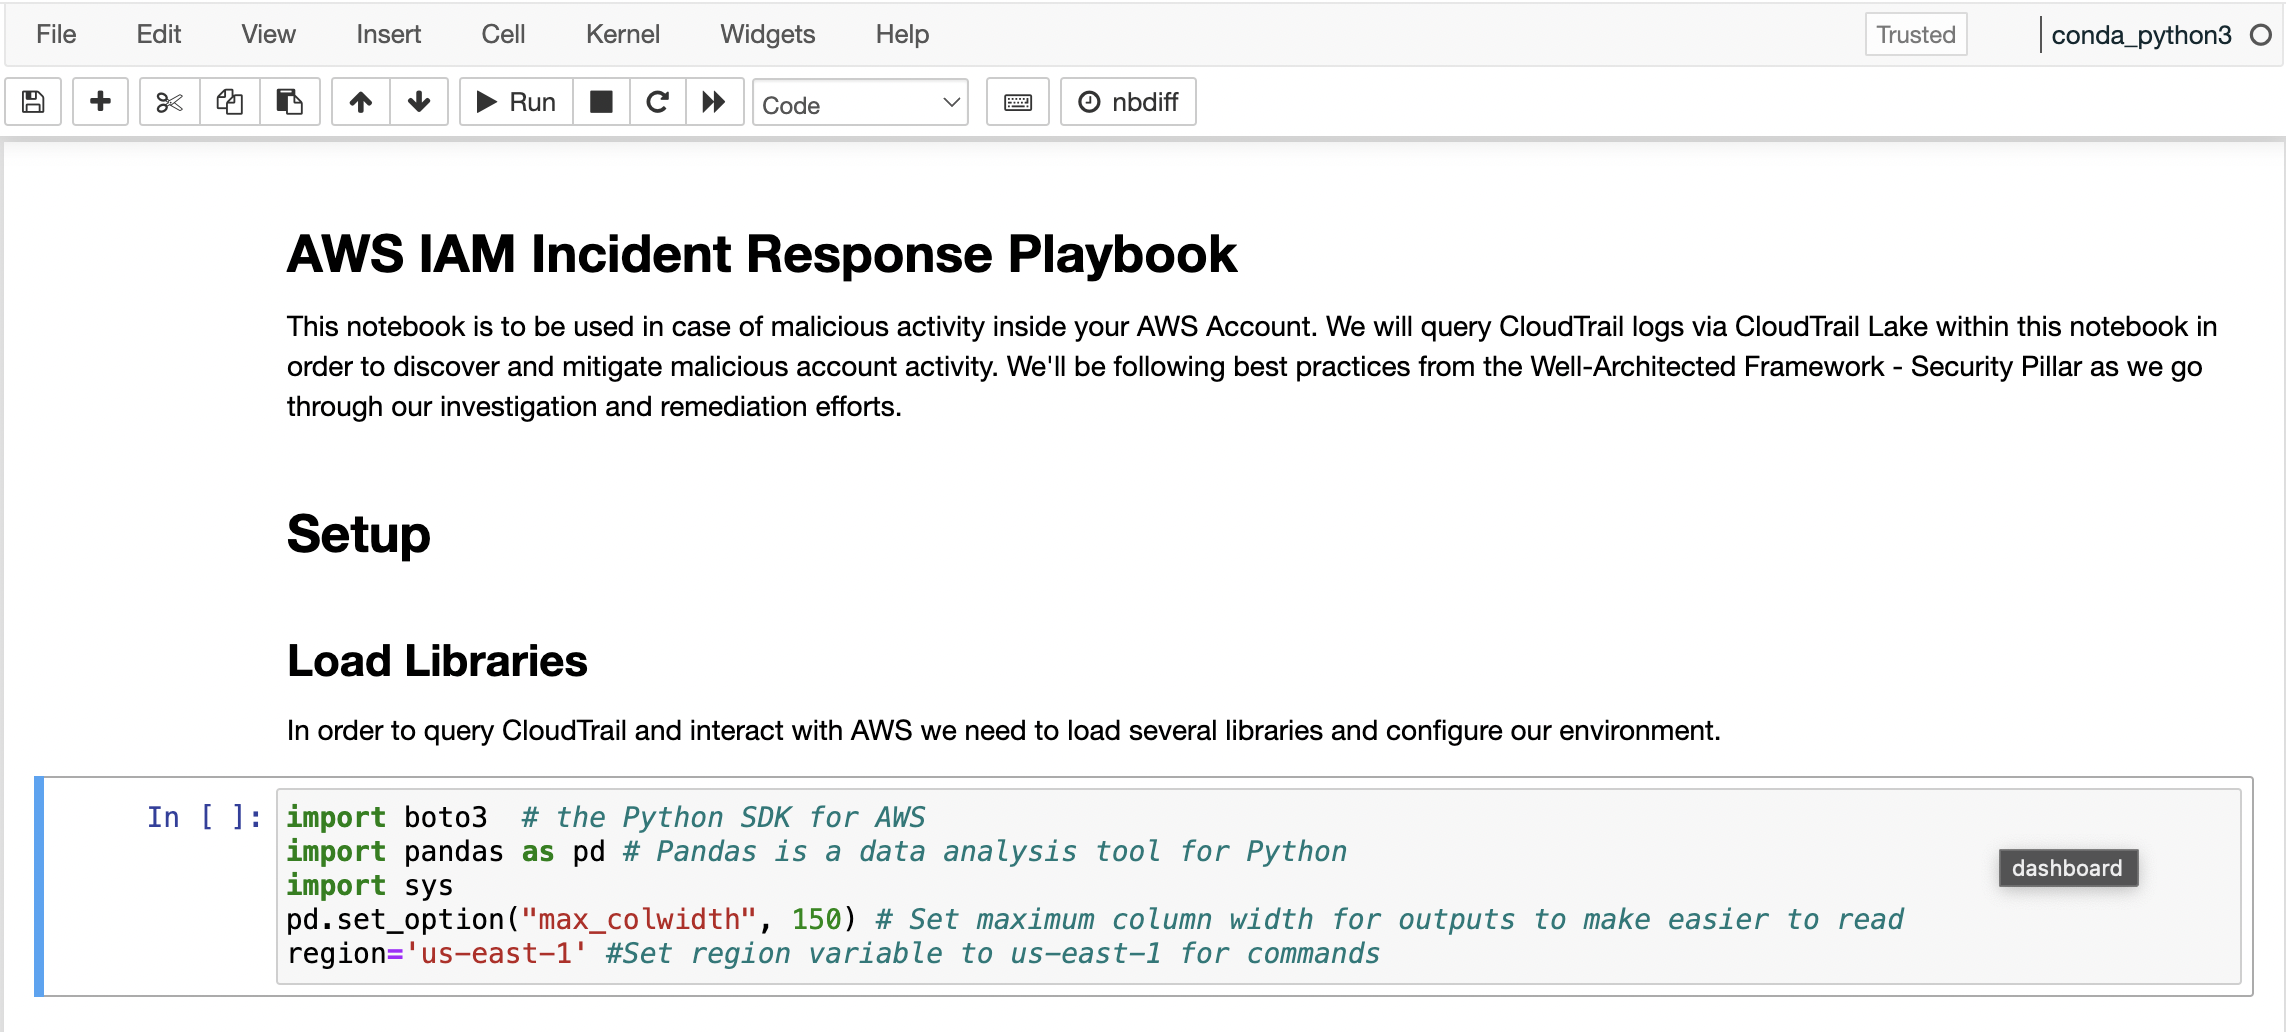 File Edit View Insert Cell Kernel Widgets Help Trusted conda_python3
Run Code nbdiff
AWS IAM Incident Response Playbook
This notebook is to be used in case of malicious activity inside your AWS Account. We will query CloudTrail logs via CloudTrail Lake within this notebook in
order to discover and mitigate malicious account activity. We'll be following best practices from the Well-Architected Framework - Security Pillar as we go
through our investigation and remediation efforts.
Setup
Load Libraries
In order to query CloudTrail and interact with AWS we need to load several libraries and configure our environment.
In [ ]: import boto3  # the Python SDK for AWS
import pandas as pd # Pandas is a data analysis tool for Python
dashboard
import sys
pd.set_option("max_colwidth", 150) # Set maximum column width for outputs to make easier to read
region='us-east-1' #Set region variable to us-east-1 for commands